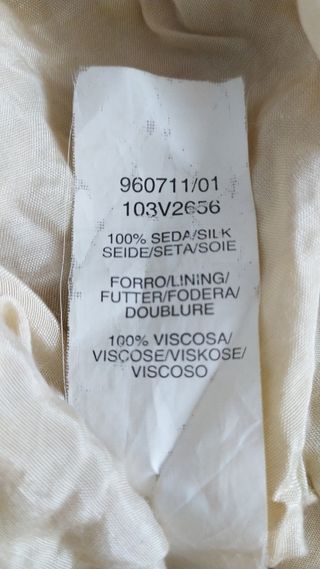 960711/01
103V2656
100% SEDA/SILK
SEIDE/SETA/SOIE
FORRO/LINING/
FUTTER/FODERA/
DOUBLURE
100% VISCOSA/
VISCOSE/VISKOSE/
VISCOSO